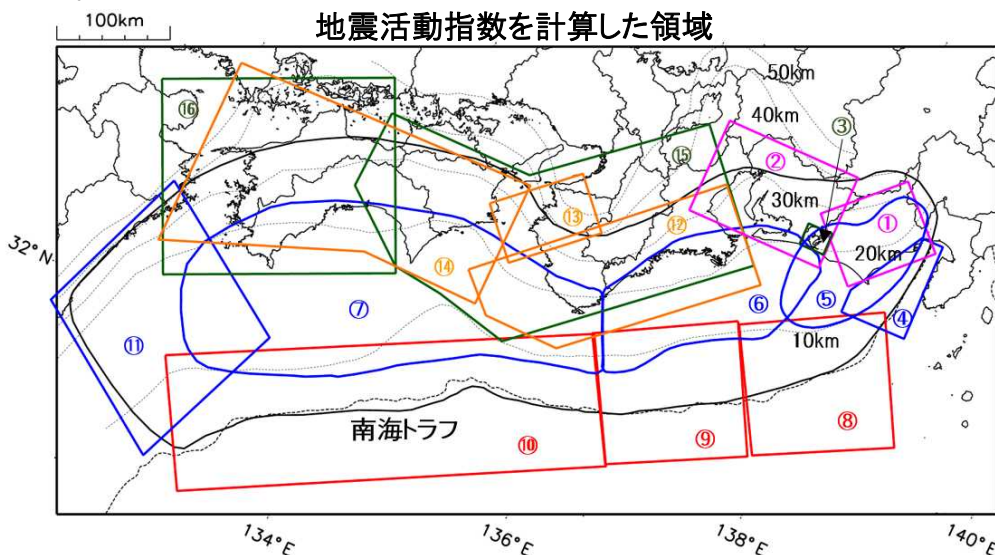 地震活動指数を計算した領域
100km
50km
40km
③
⑯
②
⑮
30km
⑬
⑫
①
32°N
20km
⑭
⑦
⑥
⑤
④
⑪
10km
南海トラフ
⑩
⑨
⑧
134°E
136°E
138°E
140°E